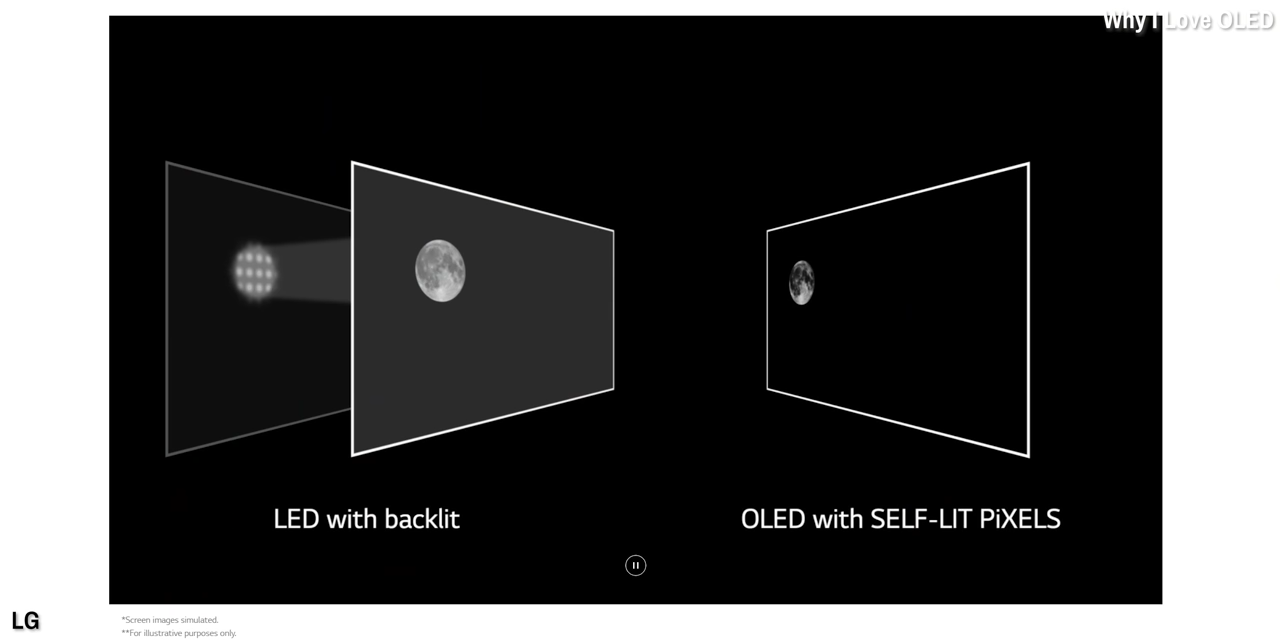 Why I Love OLED
LED with backlit
OLED with SELF-LIT PiXELS
LG
*Screen images simulated.
**For illustrative purposes only.